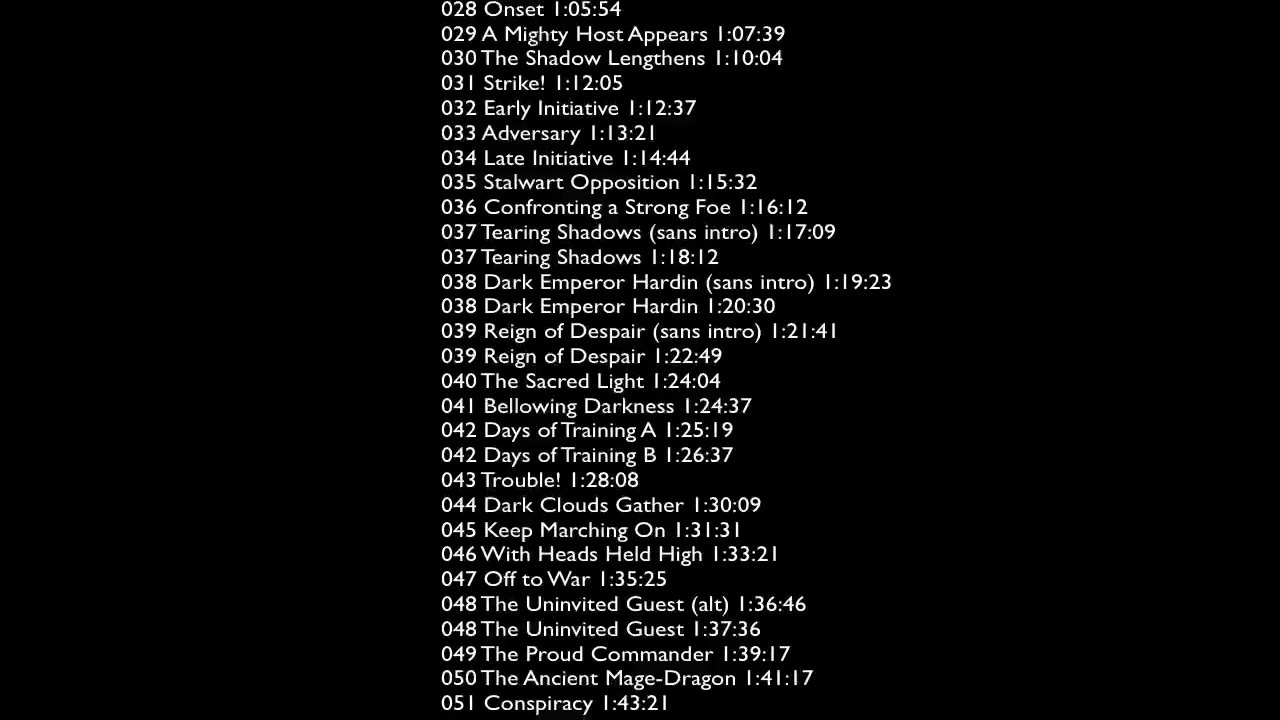 028 Onset 1:05:54
029 A Mighty Host Appears 1:07:39
030 The Shadow Lengthens 1:10:04
031 Strike! 1:12:05
032 Early Initiative 1:12:37
033 Adversary 1:13:21
034 Late Initiative 1:14:44
035 Stalwart Opposition 1:15:32
036 Confronting a Strong Foe 1:16:12
037 Tearing Shadows (sans intro) 1:17:09
037 Tearing Shadows 1:18:12
038 Dark Emperor Hardin (sans intro) 1:19:23
038 Dark Emperor Hardin 1:20:30
039 Reign of Despair (sans intro) 1:21:41
039 Reign of Despair 1:22:49
040 The Sacred Light 1:24:04
041 Bellowing Darkness 1:24:37
042 Days of Training A 1:25:19
042 Days of Training B 1:26:37
043 Trouble! 1:28:08
044 Dark Clouds Gather 1:30:09
045 Keep Marching On 1:31:31
046 With Heads Held High 1:33:21
047 Off to War 1:35:25
048 The Uninvited Guest (alt) 1:36:46
048 The Uninvited Guest 1:37:36
049 The Proud Commander 1:39:17
050 The Ancient Mage-Dragon 1:41:17
051 Conspiracy 1:43:21